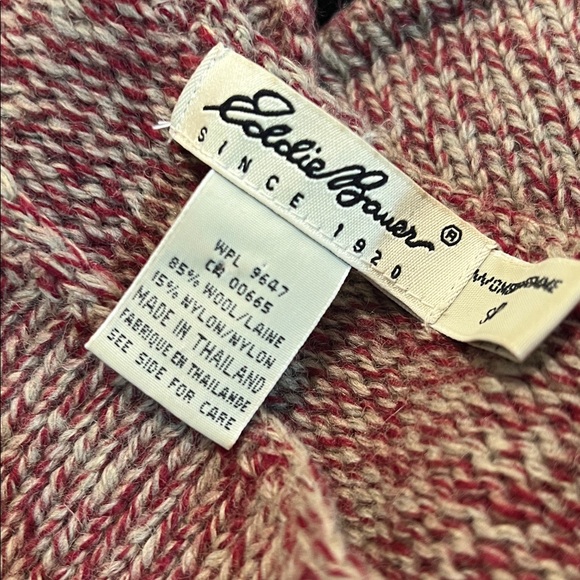 Eddie Bauer®
SINCE 1920
WPL 9647
CA 00665
85% WOOL/LAINE
15% NYLON/NYLON
MADE IN THAILAND
FABRIQUE EN THAILANDE
SEE SIDE FOR CARE